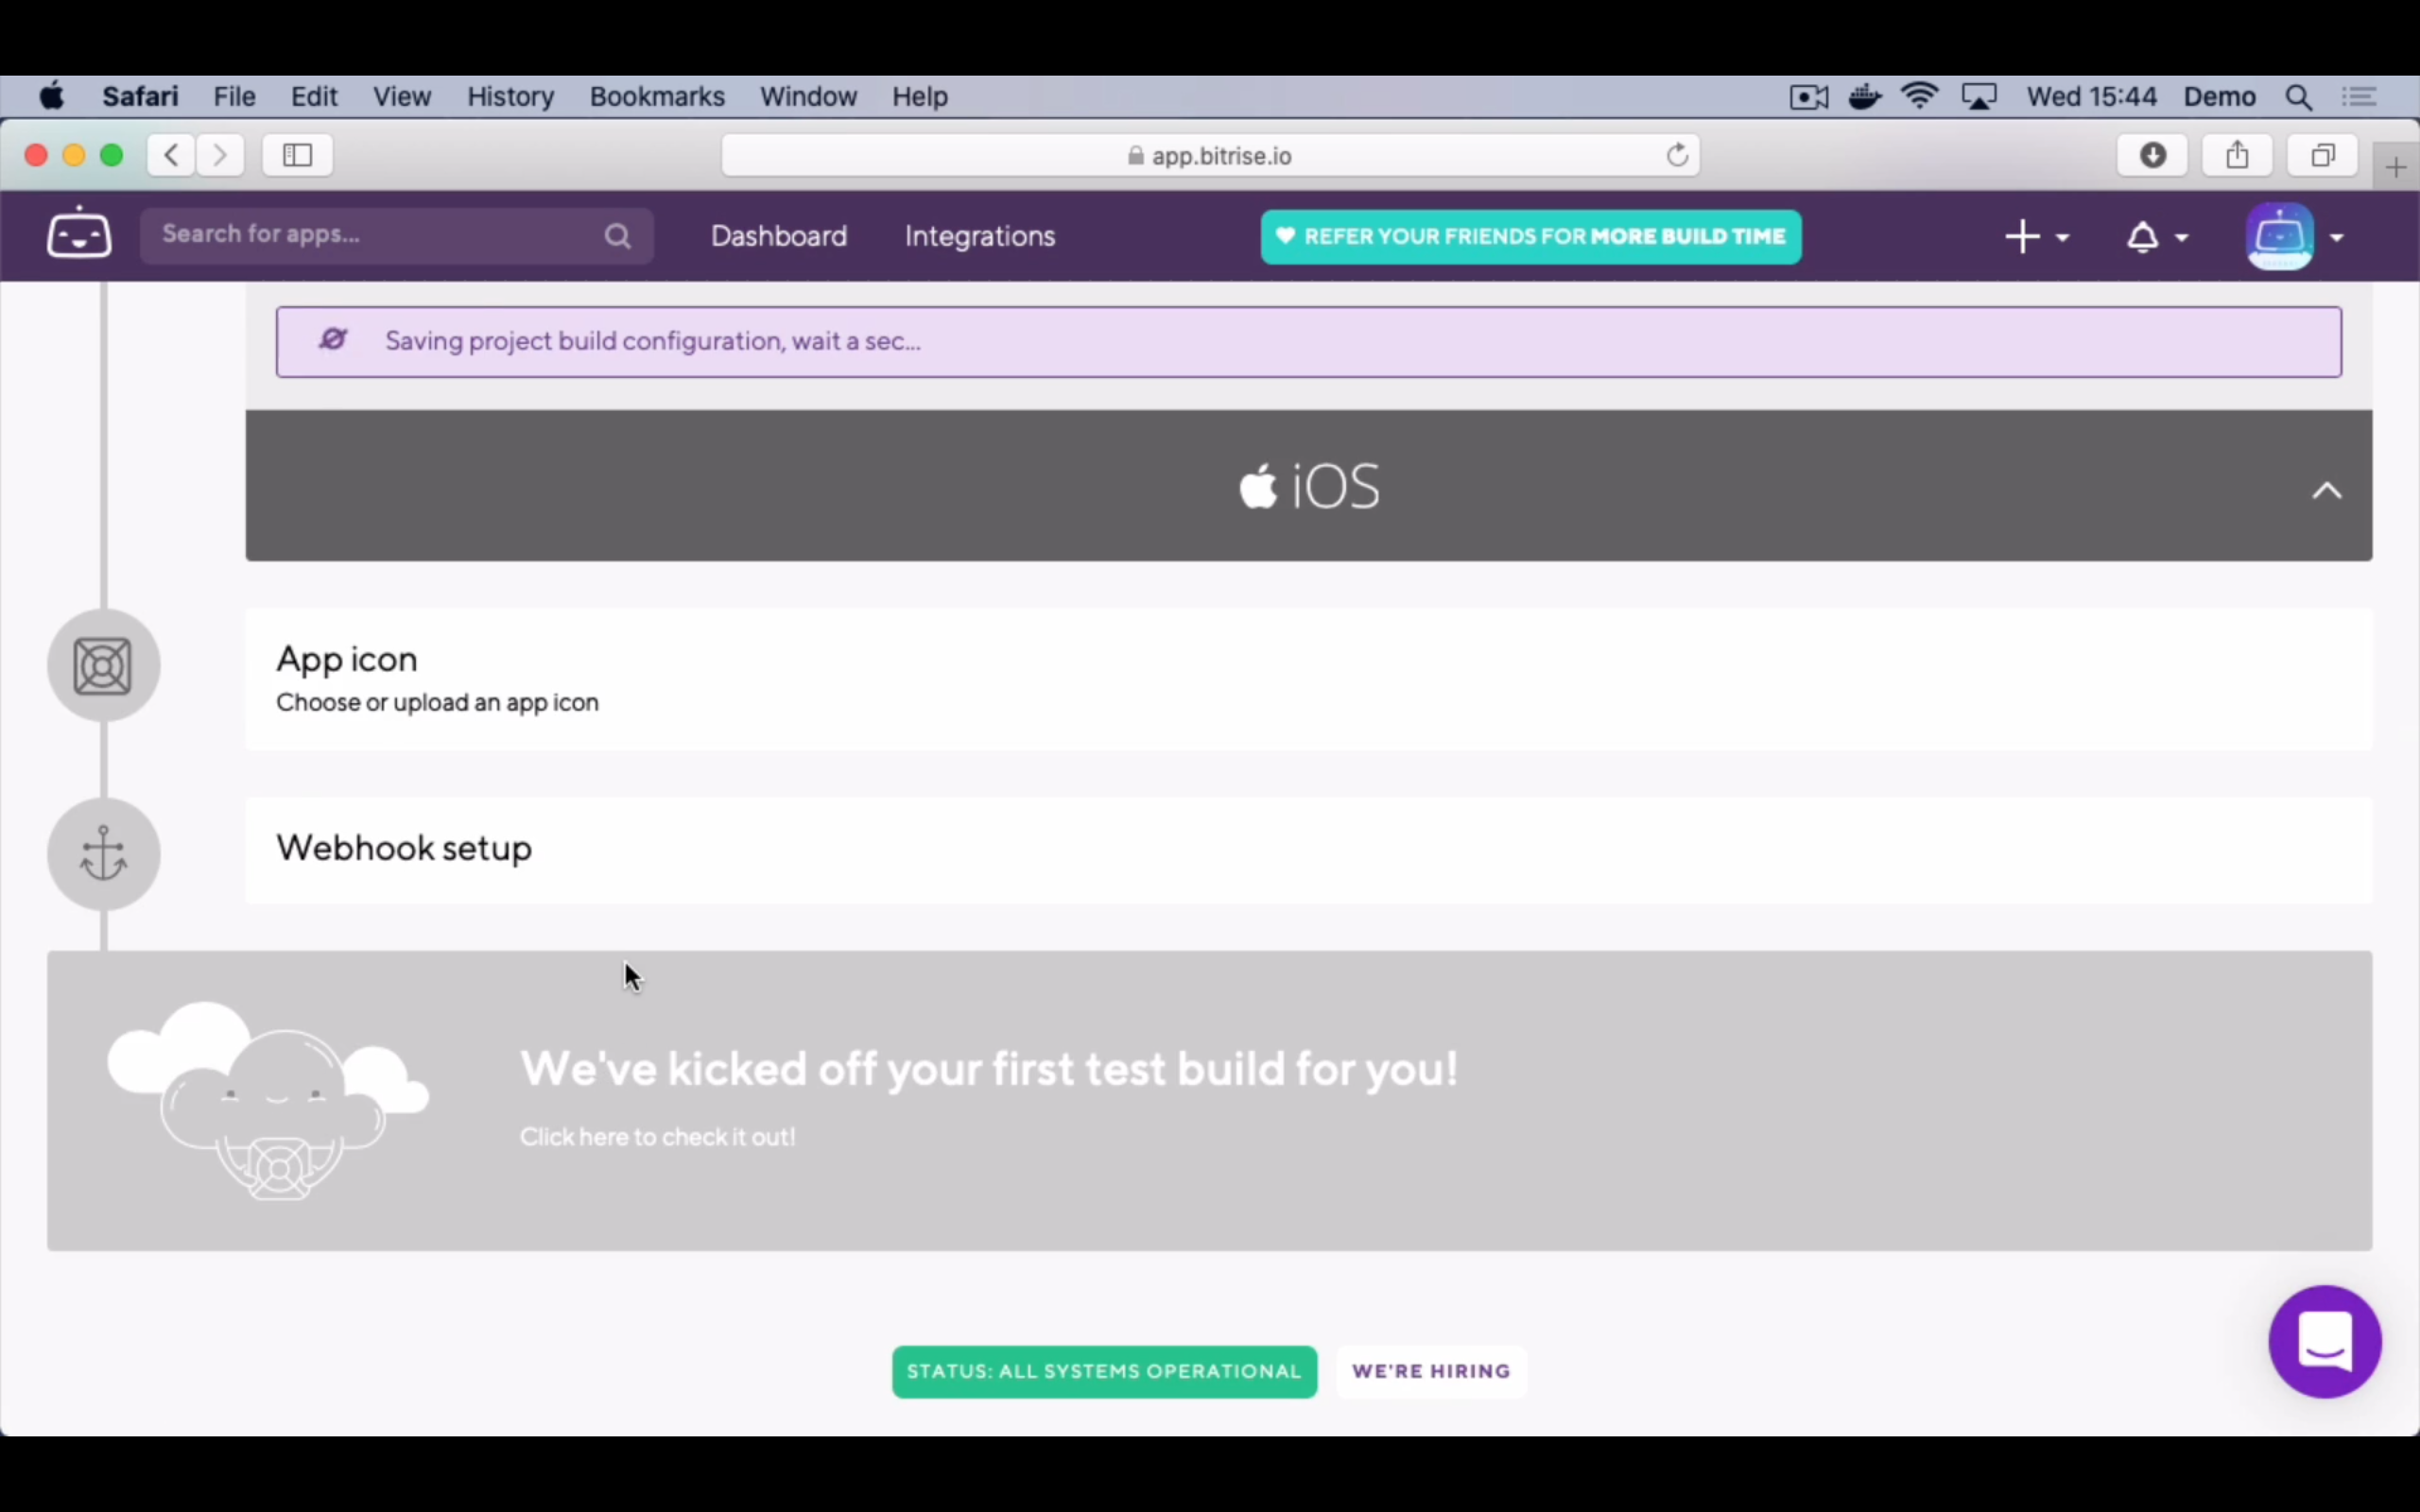 Safari File Edit View History Bookmarks Window Help Wed 15:44 Demo
app.bitrise.io
Search for apps... Dashboard Integrations REFER YOUR FRIENDS FOR MORE BUILD TIME
Saving project build configuration, wait a sec...
iOS
App icon
Choose or upload an app icon
Webhook setup
We've kicked off your first test build for you!
Click here to check it out!
STATUS: ALL SYSTEMS OPERATIONAL WE'RE HIRING